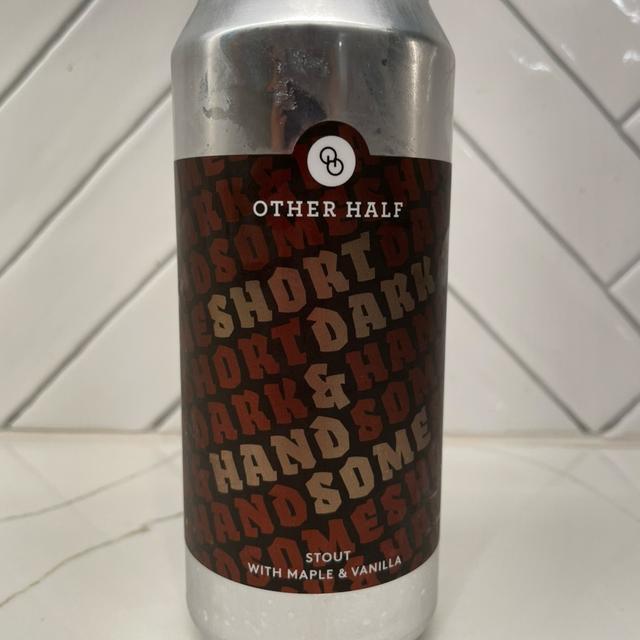 OTHER HALF
SHORT
DARK
&
HAND
SOME
STOUT
WITH MAPLE & VANILLA